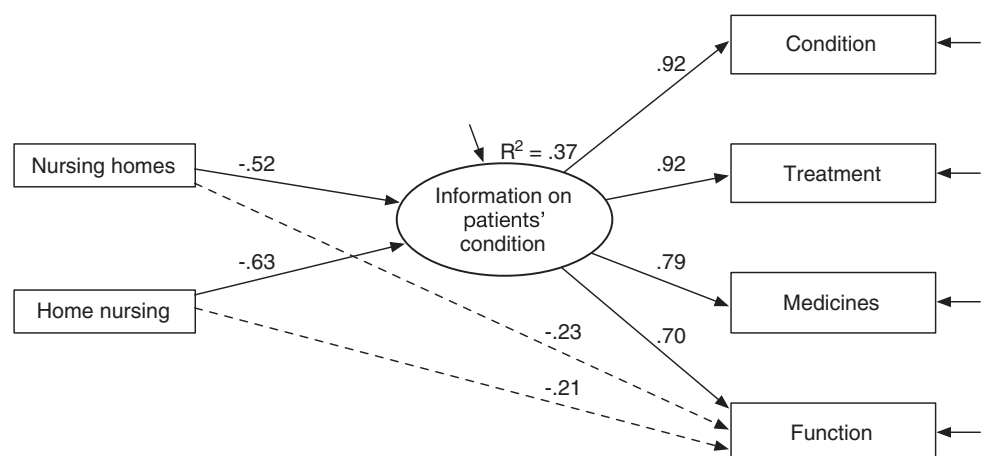 Condition
.92
Nursing homes
-.52
R² = .37
.92
Treatment
Information on
patients'
condition
-.63
Home nursing
.79
Medicines
-.23
.70
-.21
Function